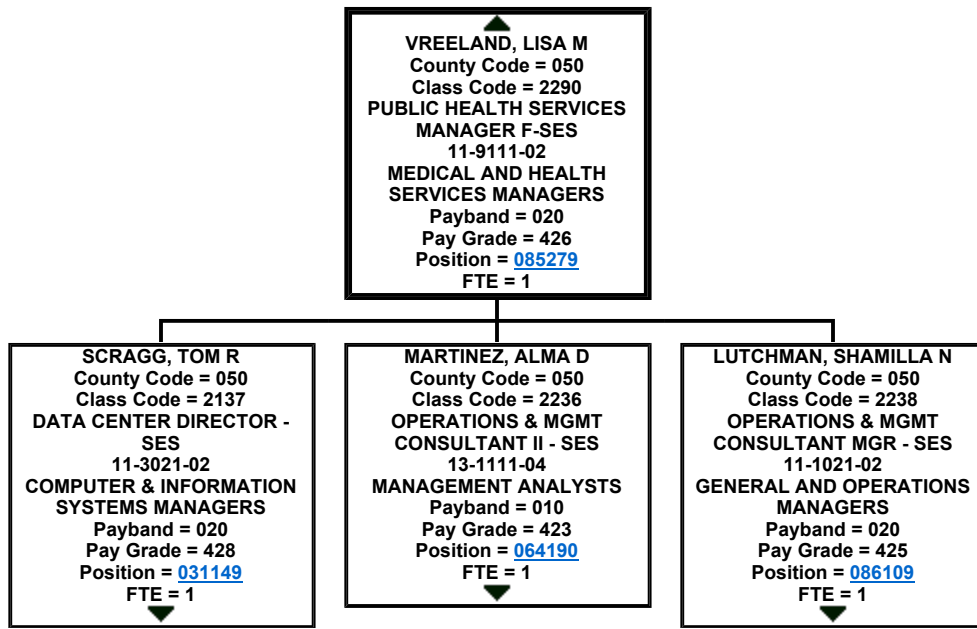 VREELAND, LISA M
County Code = 050
Class Code = 2290
PUBLIC HEALTH SERVICES
MANAGER F-SES
11-9111-02
MEDICAL AND HEALTH
SERVICES MANAGERS
Payband = 020
Pay Grade = 426
Position = 085279
FTE = 1
SCRAGG, TOM R
County Code = 050
Class Code = 2137
DATA CENTER DIRECTOR -
SES
11-3021-02
COMPUTER & INFORMATION
SYSTEMS MANAGERS
Payband = 020
Pay Grade = 428
Position = 031149
FTE = 1
MARTINEZ, ALMA D
County Code = 050
Class Code = 2236
OPERATIONS & MGMT
CONSULTANT II - SES
13-1111-04
MANAGEMENT ANALYSTS
Payband = 010
Pay Grade = 423
Position = 064190
FTE = 1
LUTCHMAN, SHAMILLA N
County Code = 050
Class Code = 2238
OPERATIONS & MGMT
CONSULTANT MGR - SES
11-1021-02
GENERAL AND OPERATIONS
MANAGERS
Payband = 020
Pay Grade = 425
Position = 086109
FTE = 1